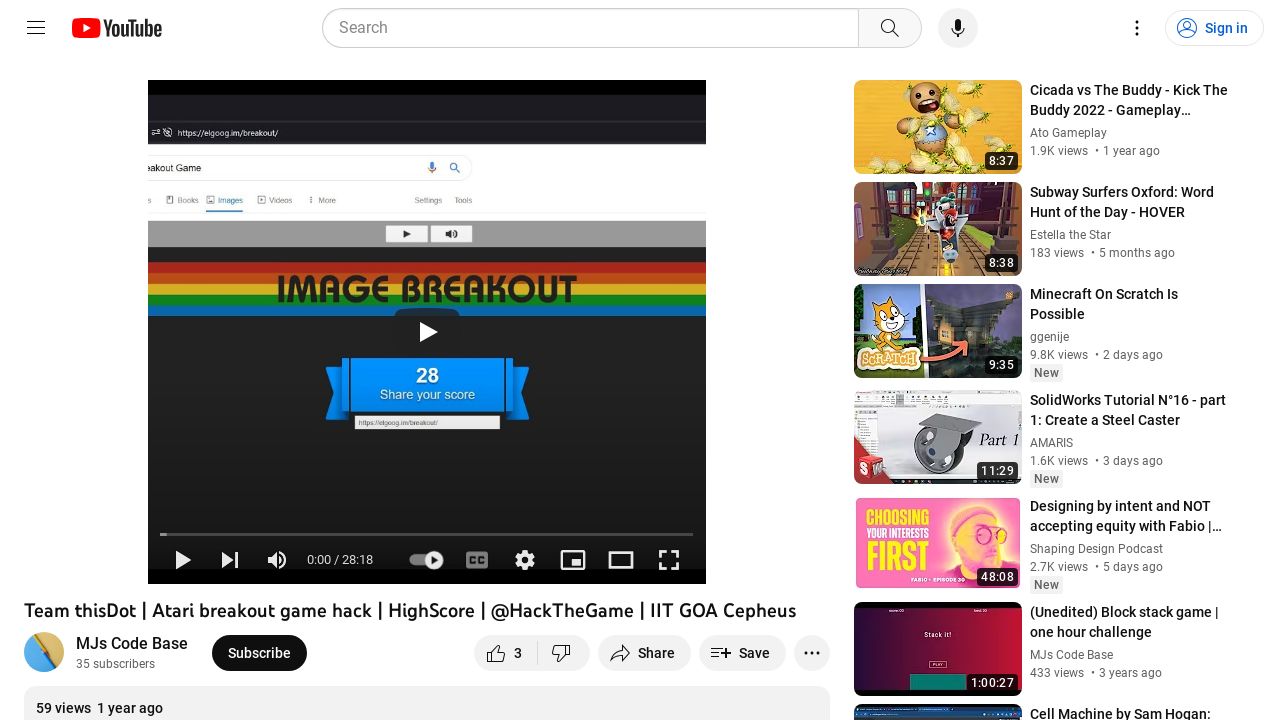 YouTube
Search
Sign in
https://elgoog.im/breakout/
eakout Game
s
Books
Images
Videos
More
Settings
Tools
IMAGE BREAKOUT
28
Share your score
https://elgoog.im/breakout/
0:00 / 28:18
CC
Team thisDot | Atari breakout game hack | HighScore | @HackTheGame | IIT GOA Cepheus
MJs Code Base
35 subscribers
Subscribe
3
Share
Save
59 views 1 year ago
8:37
Cicada vs The Buddy - Kick The
Buddy 2022 - Gameplay…
Ato Gameplay
1.9K views • 1 year ago
8:38
Subway Surfers Oxford: Word
Hunt of the Day - HOVER
Estella the Star
183 views • 5 months ago
SCRATCH
9:35
Minecraft On Scratch Is
Possible
ggenije
9.8K views • 2 days ago
New
Part 1
SW
11:29
SolidWorks Tutorial N°16 - part
1: Create a Steel Caster
AMARIS
1.6K views • 3 days ago
New
CHOOSING
YOUR INTERESTS
FIRST
FABIO • EPISODE 30
48:08
Designing by intent and NOT
accepting equity with Fabio |…
Shaping Design Podcast
2.7K views • 5 days ago
New
Stack it!
PLAY
1:00:27
(Unedited) Block stack game |
one hour challenge
MJs Code Base
433 views • 3 years ago
Cell Machine by Sam Hogan: